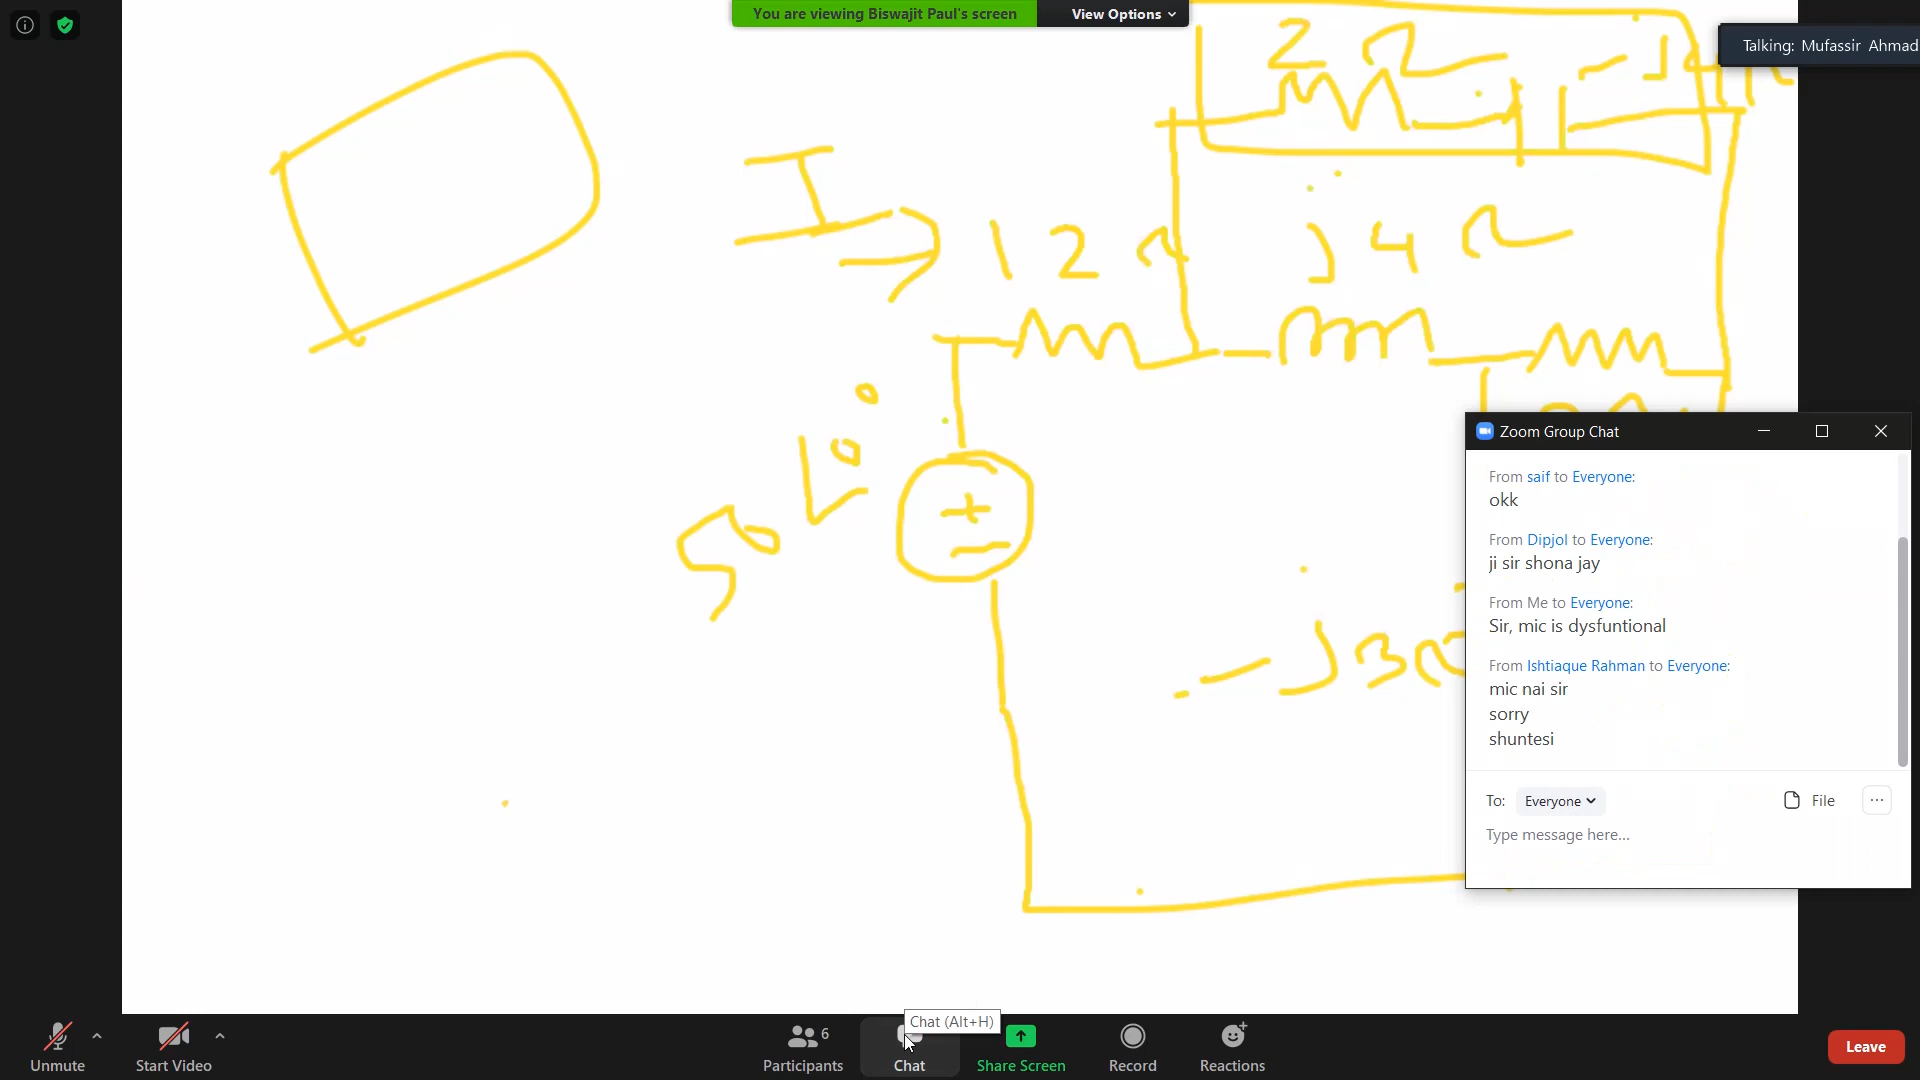 You are viewing Biswajit Paul's screen
View Options
Talking: Mufassir Ahmad
2 Ω
I
12 Ω
j4 Ω
50 ∠0°
+
-
-j3Ω
Zoom Group Chat
From saif to Everyone:
okk
From Dipjol to Everyone:
ji sir shona jay
From Me to Everyone:
Sir, mic is dysfuntional
From Ishtiaque Rahman to Everyone:
mic nai sir
sorry
shuntesi
To: Everyone
File
Type message here...
Chat (Alt+H)
Unmute
Start Video
6
Participants
Chat
Share Screen
Record
Reactions
Leave